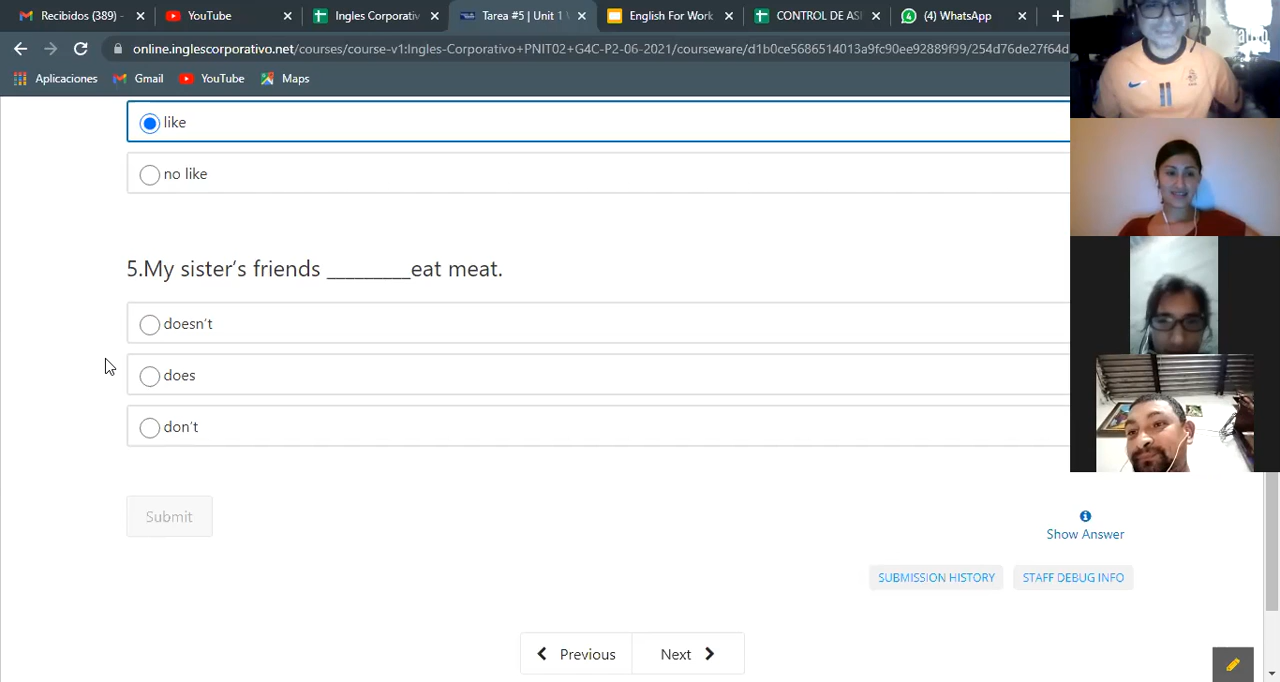 Recibidos (389) -
YouTube
Ingles Corporativ
Tarea #5 | Unit 1
English For Work
CONTROL DE ASI
(4) WhatsApp
online.inglescorporativo.net/courses/course-v1:Ingles-Corporativo+PNIT02+G4C-P2-06-2021/courseware/d1b0ce5686514013a9fc90ee92889f99/254d76de27f64d
Aplicaciones
Gmail
YouTube
Maps
like
no like
5.My sister’s friends _________eat meat.
doesn’t
does
don’t
Submit
Show Answer
SUBMISSION HISTORY
STAFF DEBUG INFO
Previous
Next
11